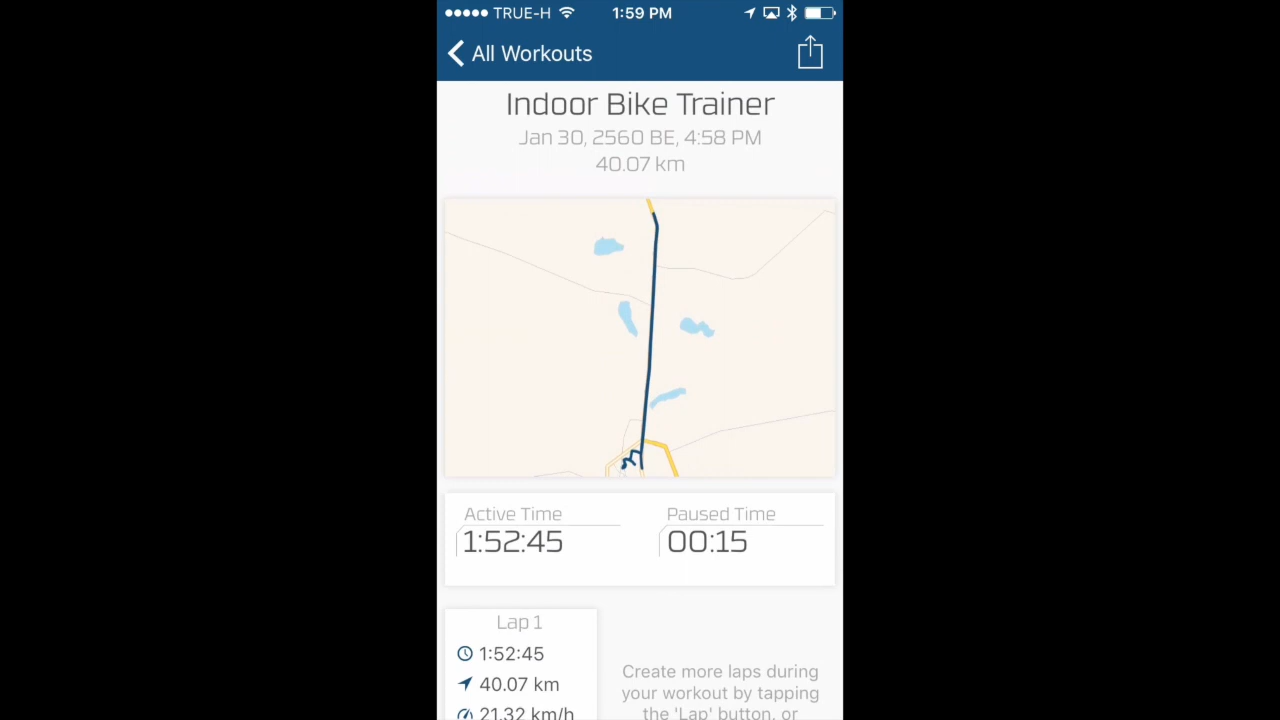 TRUE-H 1:59 PM
All Workouts
Indoor Bike Trainer
Jan 30, 2560 BE, 4:58 PM
40.07 km
Active Time
1:52:45
Paused Time
00:15
Lap 1
1:52:45
40.07 km
21.32 km/h
Create more laps during
your workout by tapping
the 'Lap' button, or